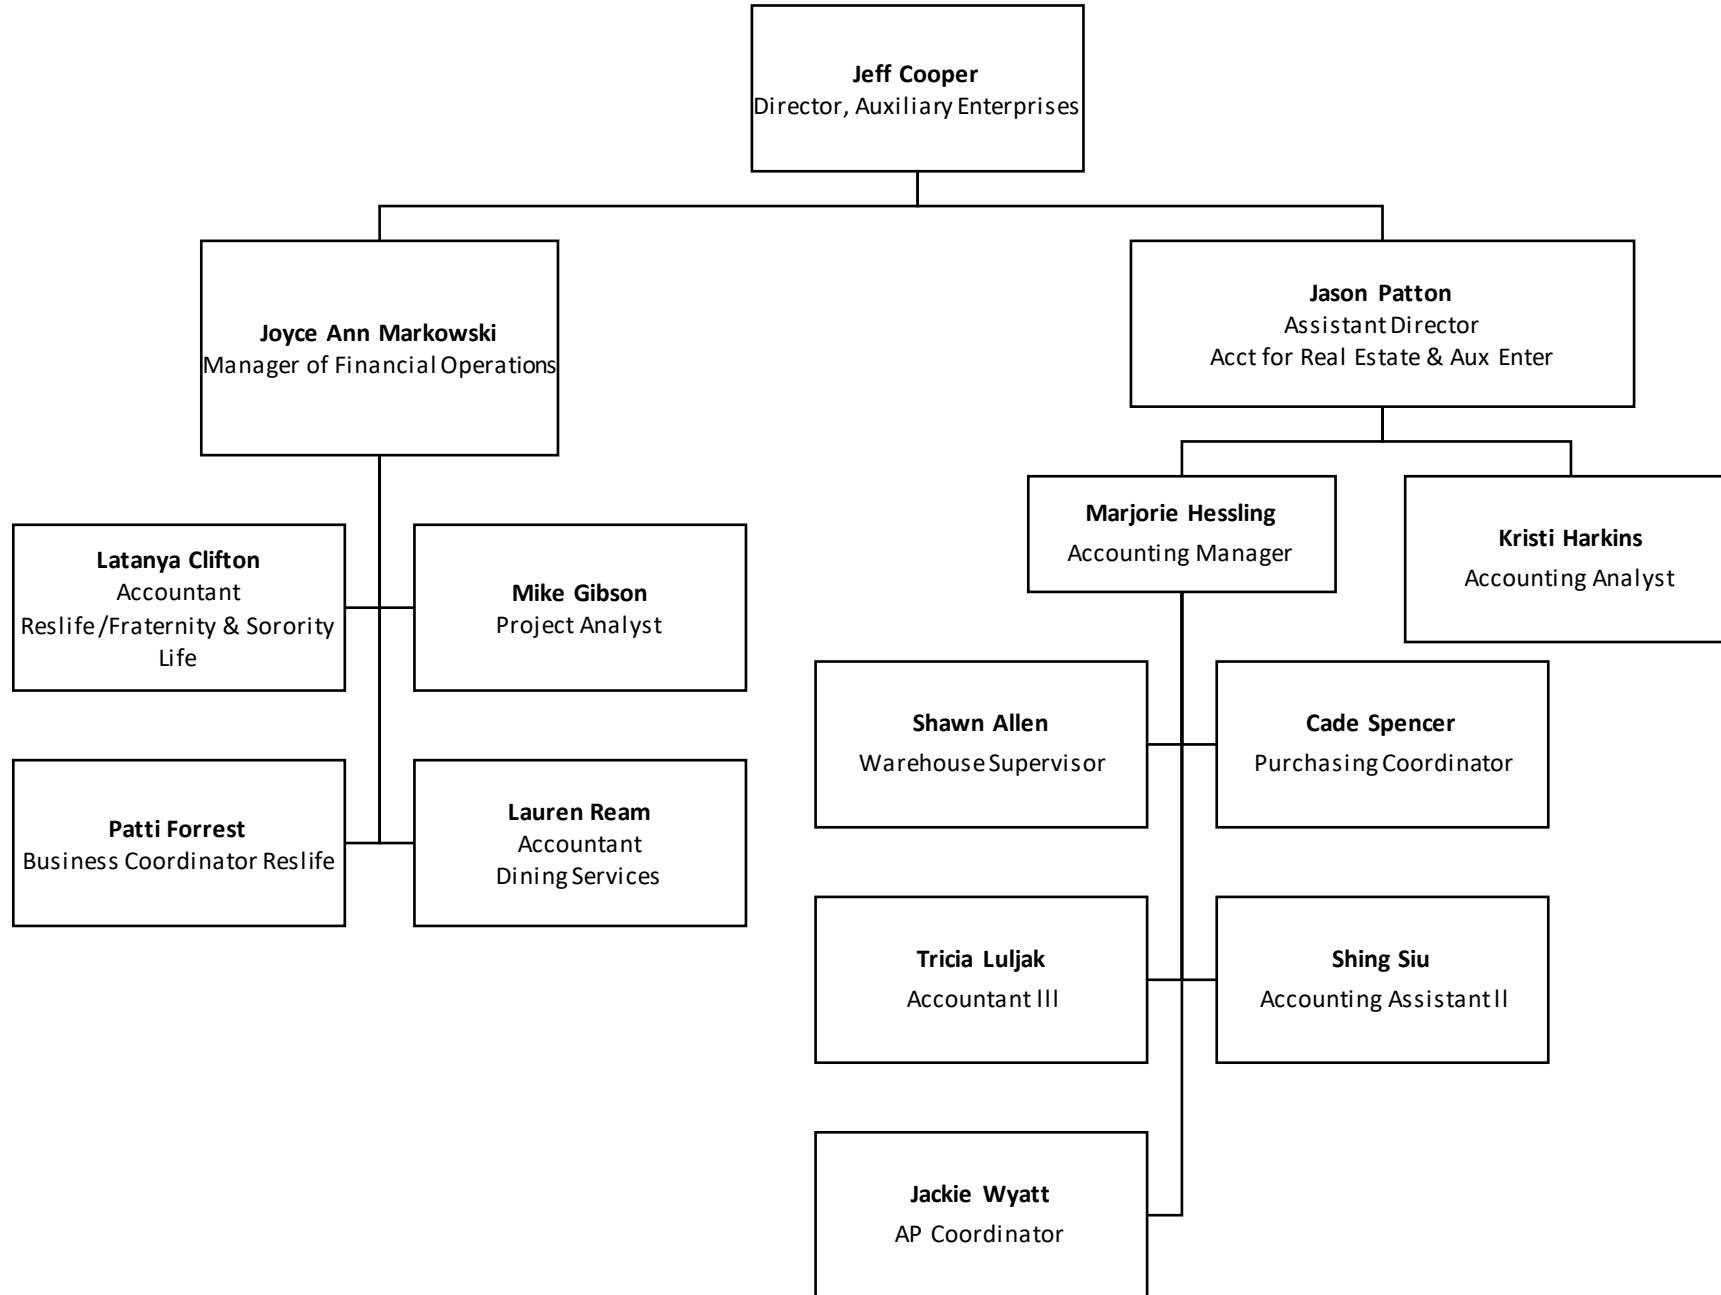 Jeff Cooper
Director, Auxiliary Enterprises
Joyce Ann Markowski
Manager of Financial Operations
Jason Patton
Assistant Director
Acct for Real Estate & Aux Enter
Latanya Clifton
Accountant
Reslife/Fraternity & Sorority
Life
Mike Gibson
Project Analyst
Patti Forrest
Business Coordinator Reslife
Lauren Ream
Accountant
Dining Services
Marjorie Hessling
Accounting Manager
Kristi Harkins
Accounting Analyst
Shawn Allen
Warehouse Supervisor
Cade Spencer
Purchasing Coordinator
Tricia Luljak
Accountant lll
Shing Siu
Accounting Assistant ll
Jackie Wyatt
AP Coordinator